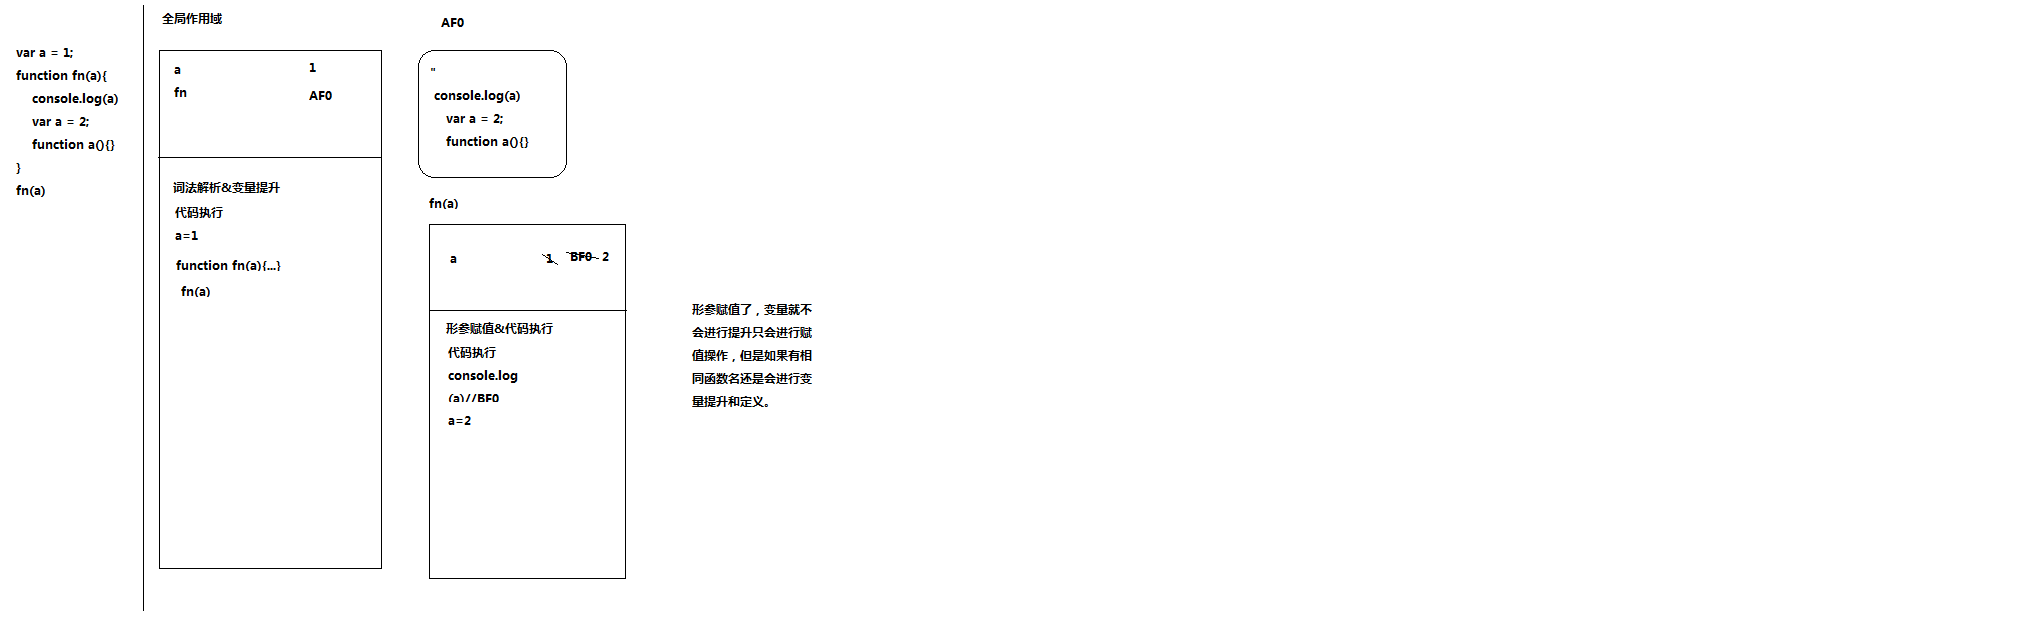 var a = 1;
function fn(a){
console.log(a)
var a = 2;
function a(){}
}
fn(a)
全局作用域
a 1
fn AF0
词法解析&变量提升
代码执行
a=1
function fn(a){...}
fn(a)
AF0
"
console.log(a)
var a = 2;
function a(){}
fn(a)
a 1 BF0 2
形参赋值&代码执行
代码执行
console.log
(a)//BF0
a=2
形参赋值了，变量就不
会进行提升只会进行赋
值操作，但是如果有相
同函数名还是会进行变
量提升和定义。